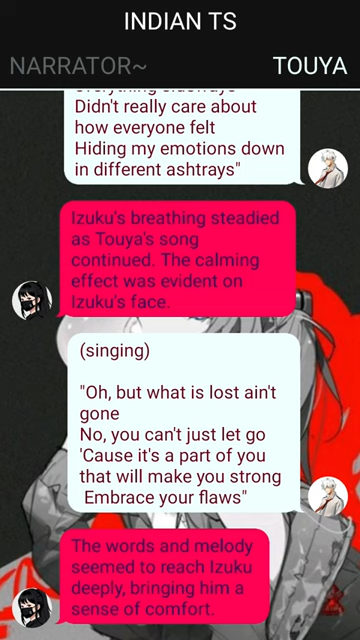 INDIAN TS
NARRATOR~ TOUYA
Didn't really care about
how everyone felt
Hiding my emotions down
in different ashtrays"
Izuku's breathing steadied
as Touya's song
continued. The calming
effect was evident on
Izuku's face.
(singing)
"Oh, but what is lost ain't
gone
No, you can't just let go
'Cause it's a part of you
that will make you strong
Embrace your flaws"
The words and melody
seemed to reach Izuku
deeply, bringing him a
sense of comfort.